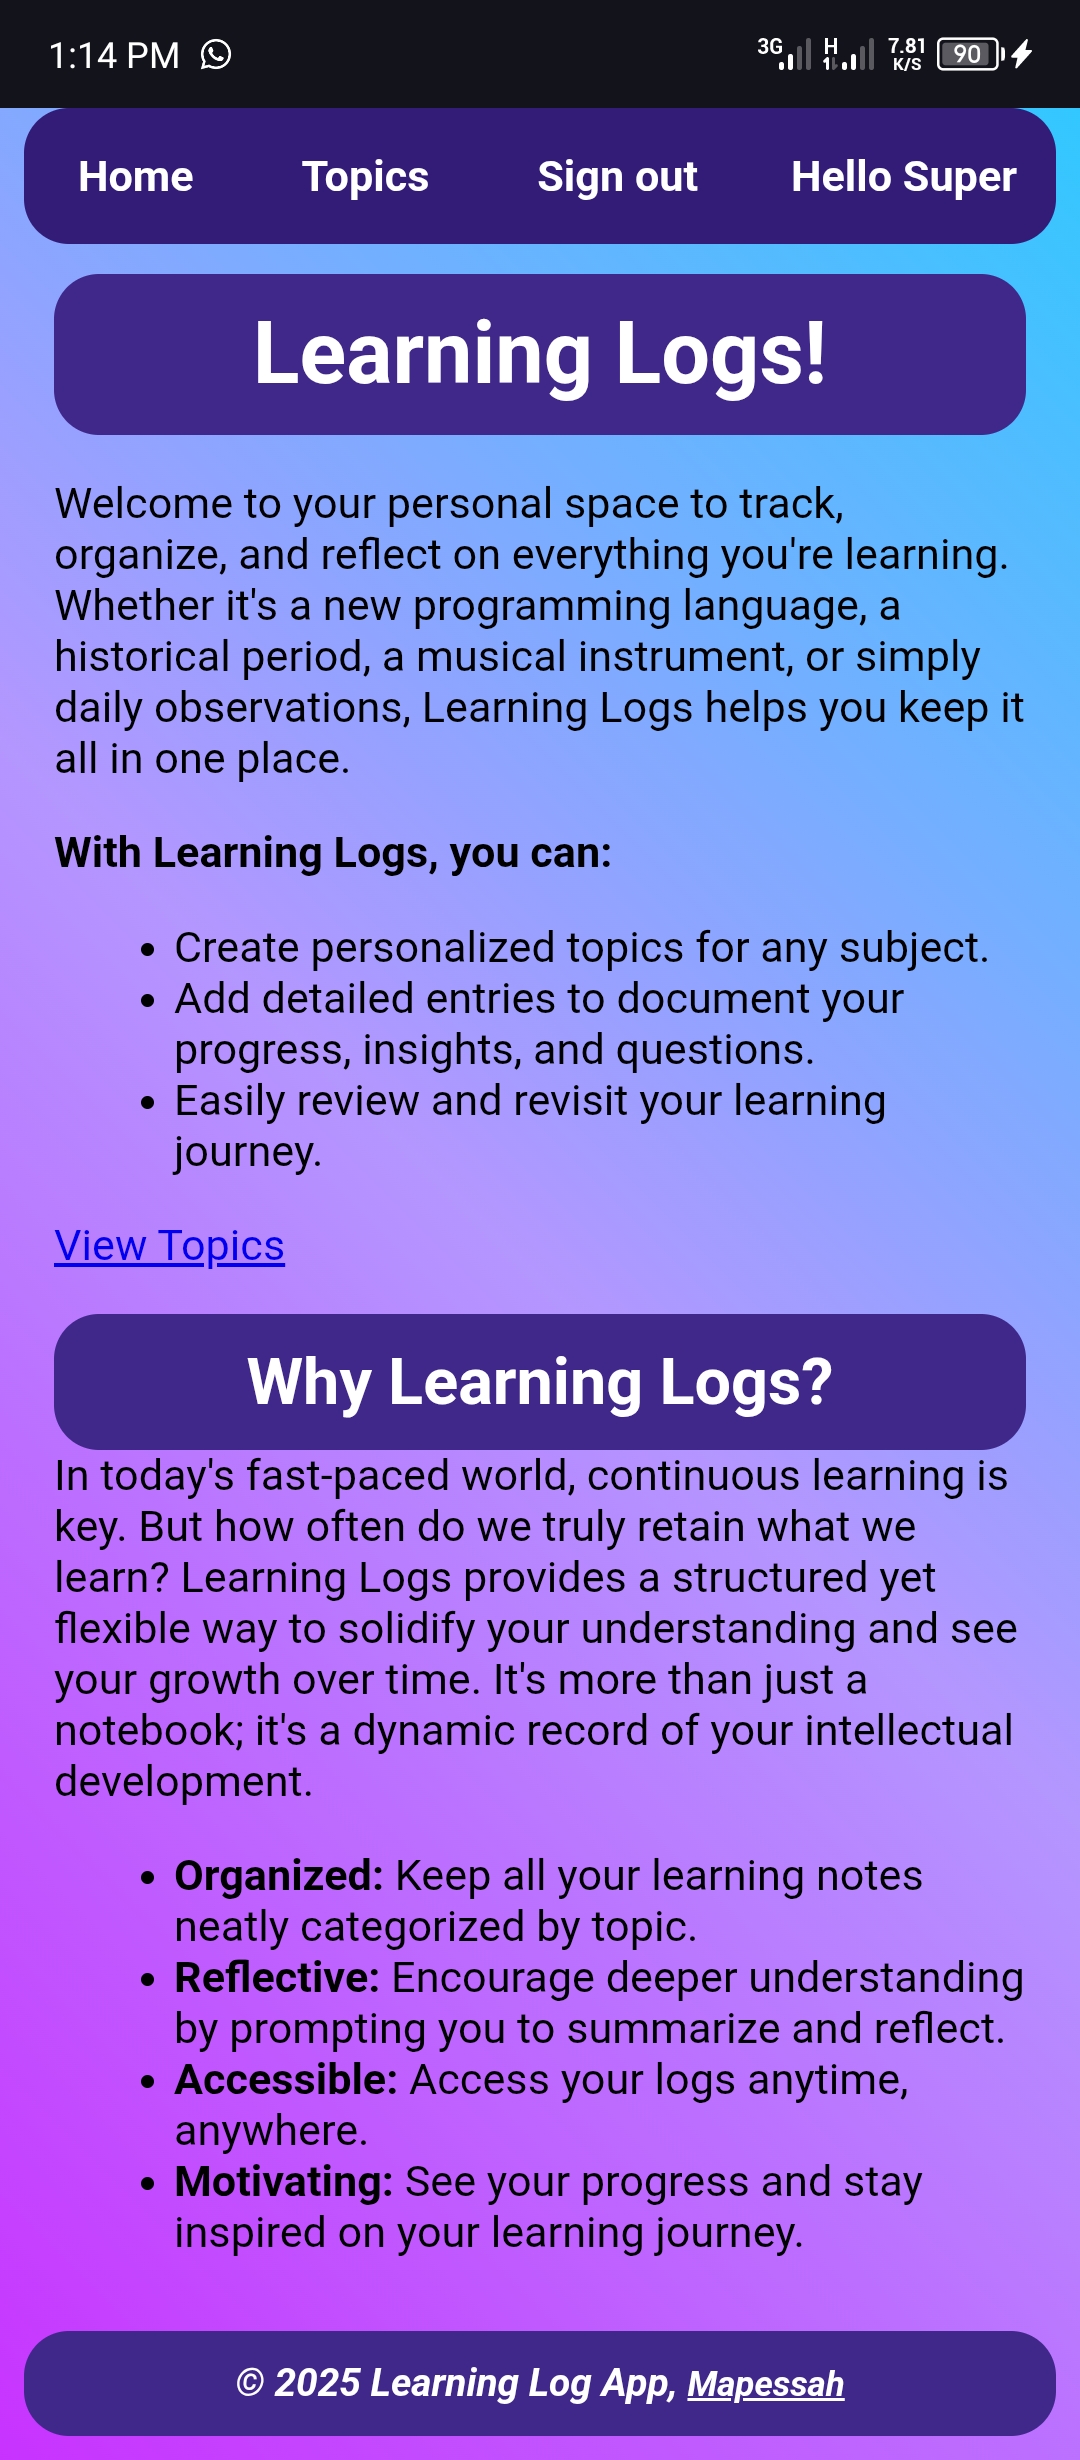 1:14 PM 3G H 7.81 K/S 90
Home Topics Sign out Hello Super
Learning Logs!
Welcome to your personal space to track,
organize, and reflect on everything you're learning.
Whether it's a new programming language, a
historical period, a musical instrument, or simply
daily observations, Learning Logs helps you keep it
all in one place.
With Learning Logs, you can:
• Create personalized topics for any subject.
• Add detailed entries to document your
progress, insights, and questions.
• Easily review and revisit your learning
journey.
View Topics
Why Learning Logs?
In today's fast-paced world, continuous learning is
key. But how often do we truly retain what we
learn? Learning Logs provides a structured yet
flexible way to solidify your understanding and see
your growth over time. It's more than just a
notebook; it's a dynamic record of your intellectual
development.
• Organized: Keep all your learning notes
neatly categorized by topic.
• Reflective: Encourage deeper understanding
by prompting you to summarize and reflect.
• Accessible: Access your logs anytime,
anywhere.
• Motivating: See your progress and stay
inspired on your learning journey.
© 2025 Learning Log App, Mapessah